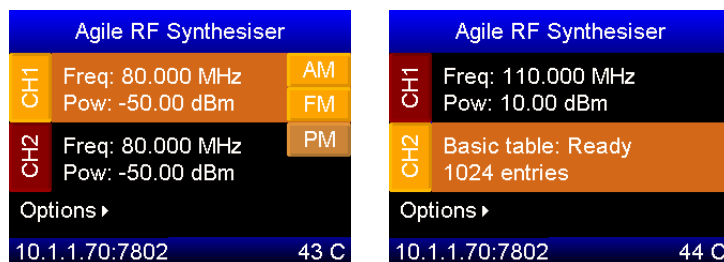 Agile RF Synthesiser
CH1
Freq: 80.000 MHz
Pow: -50.00 dBm
AM
FM
PM
CH2
Freq: 80.000 MHz
Pow: -50.00 dBm
Options
10.1.1.70:7802
43 C
Agile RF Synthesiser
CH1
Freq: 110.000 MHz
Pow: 10.00 dBm
CH2
Basic table: Ready
1024 entries
Options
10.1.1.70:7802
44 C